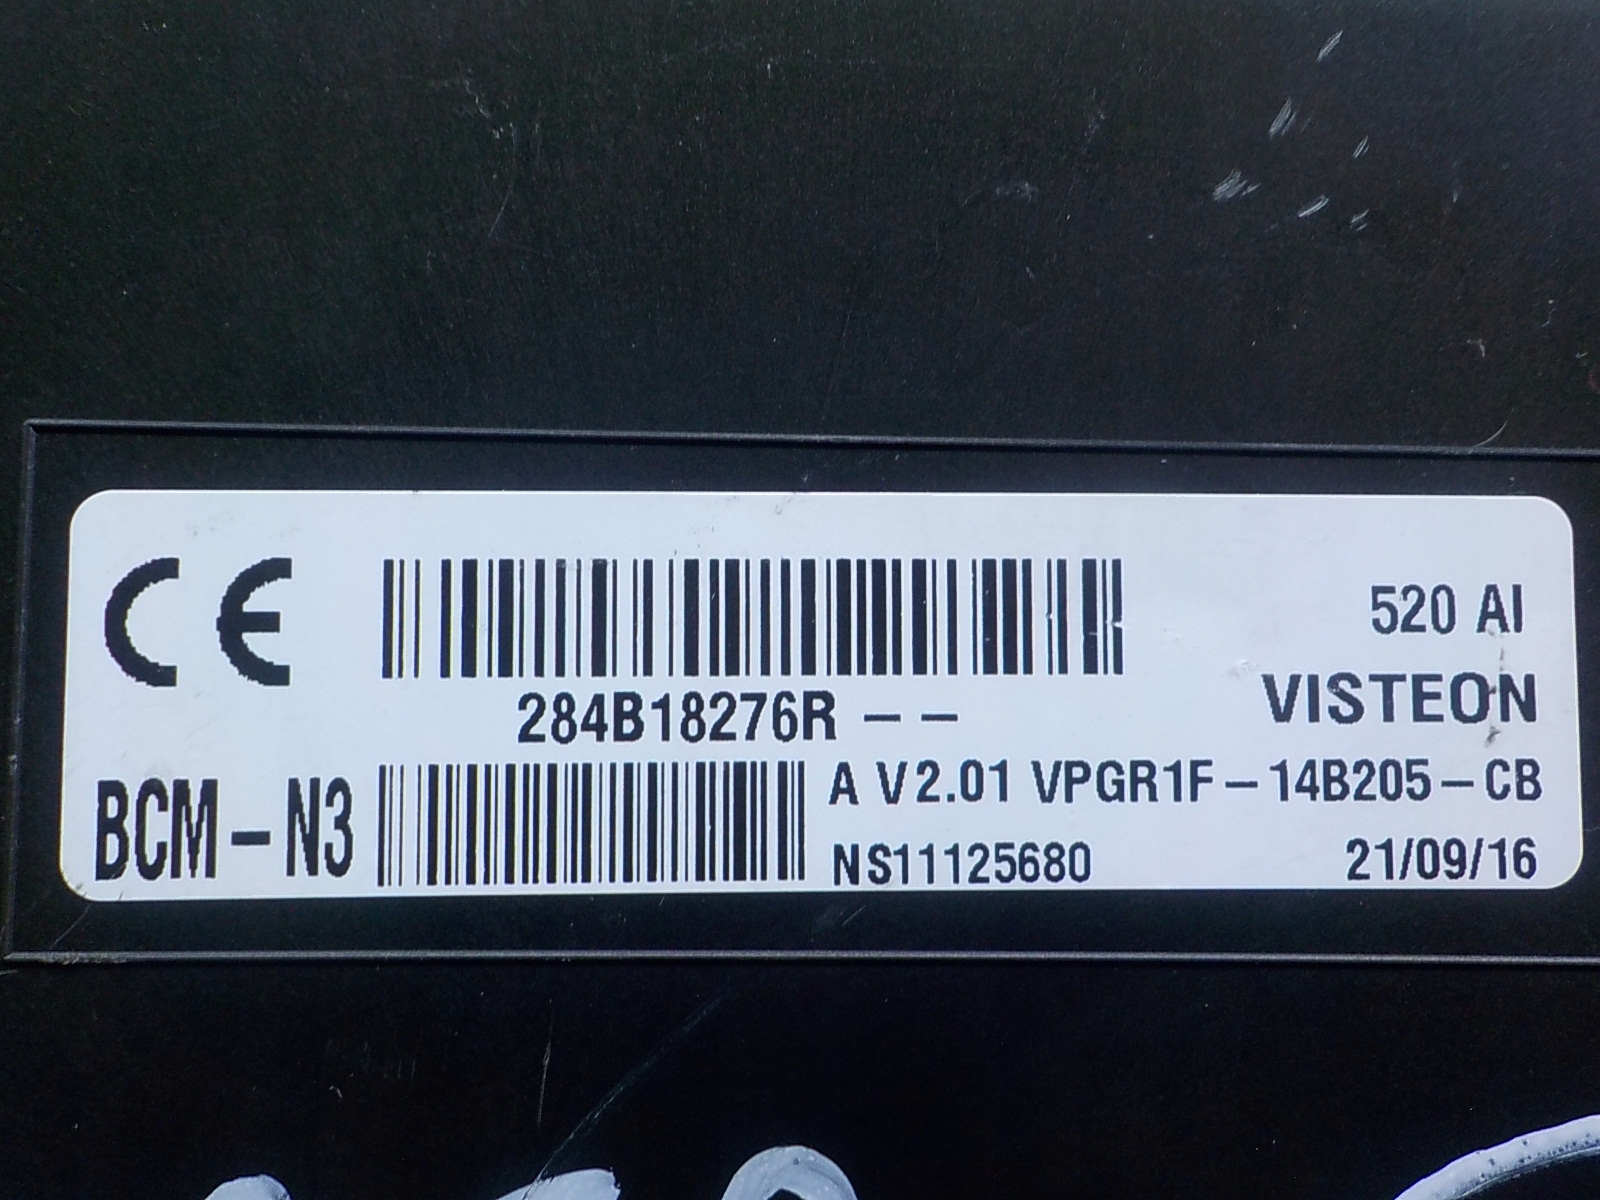 CE
284B18276R – –
520 AI
VISTEON
BCM – N3
A V2.01 VPGR1F – 14B205 – CB
NS11125680
21/09/16